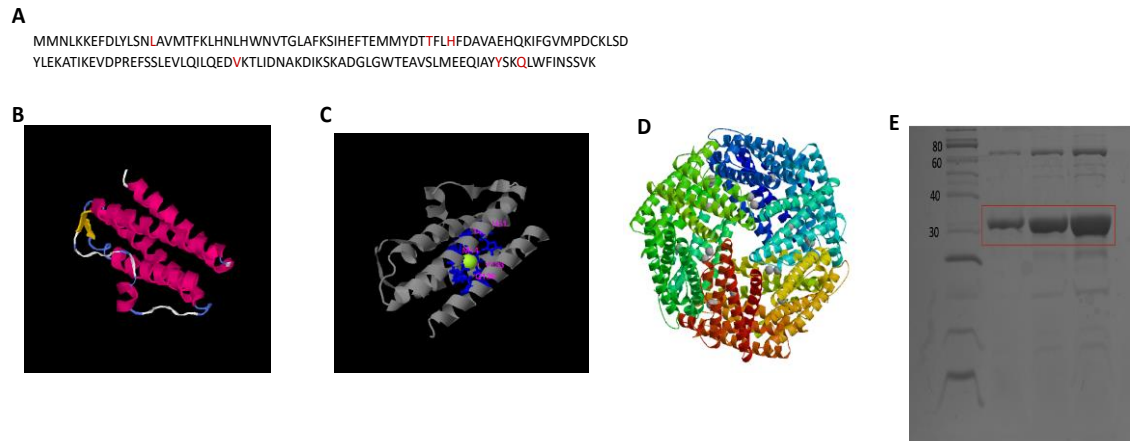 A
MMNLKKEFDLYLSNLAVMTFKLHNLHWNVTGLAFKSIHEFTEMMYDTTFLHFDAVAEHQKIFGVMPDCKLSD
YLEKATIKEVDPREFSSLEVLQILQEDVKTLIDNAKDIKSKADGLGWTEAVSLMEEQIAYYSKQLWFINSSVK
B
C
D
E
80
60
40
30